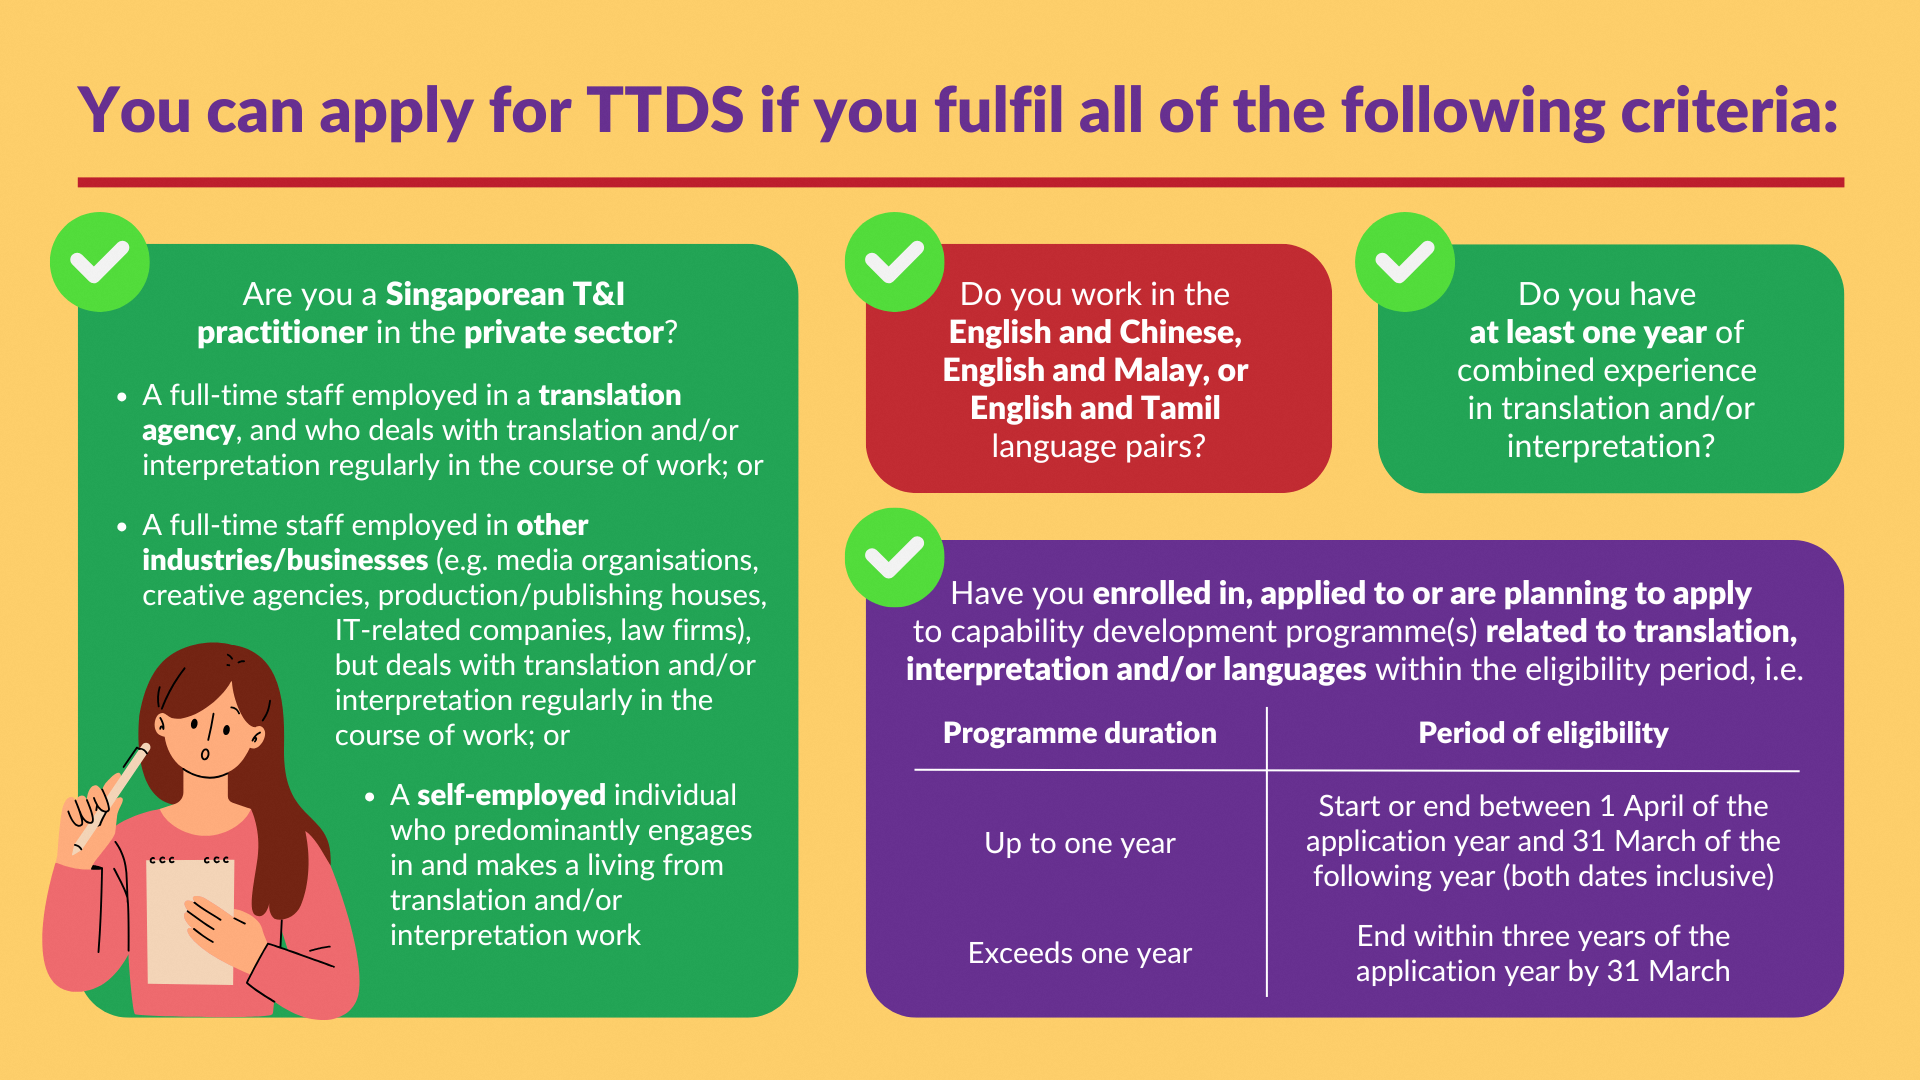 You can apply for TTDS if you fulfil all of the following criteria:
Are you a Singaporean T&I
practitioner in the private sector?
• A full-time staff employed in a translation
agency, and who deals with translation and/or
interpretation regularly in the course of work; or
• A full-time staff employed in other
industries/businesses (e.g. media organisations,
creative agencies, production/publishing houses,
IT-related companies, law firms),
but deals with translation and/or
interpretation regularly in the
course of work; or
• A self-employed individual
who predominantly engages
in and makes a living from
translation and/or
interpretation work
Do you work in the
English and Chinese,
English and Malay, or
English and Tamil
language pairs?
Do you have
at least one year of
combined experience
in translation and/or
interpretation?
Have you enrolled in, applied to or are planning to apply
to capability development programme(s) related to translation,
interpretation and/or languages within the eligibility period, i.e.
Programme duration
Period of eligibility
Up to one year
Start or end between 1 April of the
application year and 31 March of the
following year (both dates inclusive)
Exceeds one year
End within three years of the
application year by 31 March